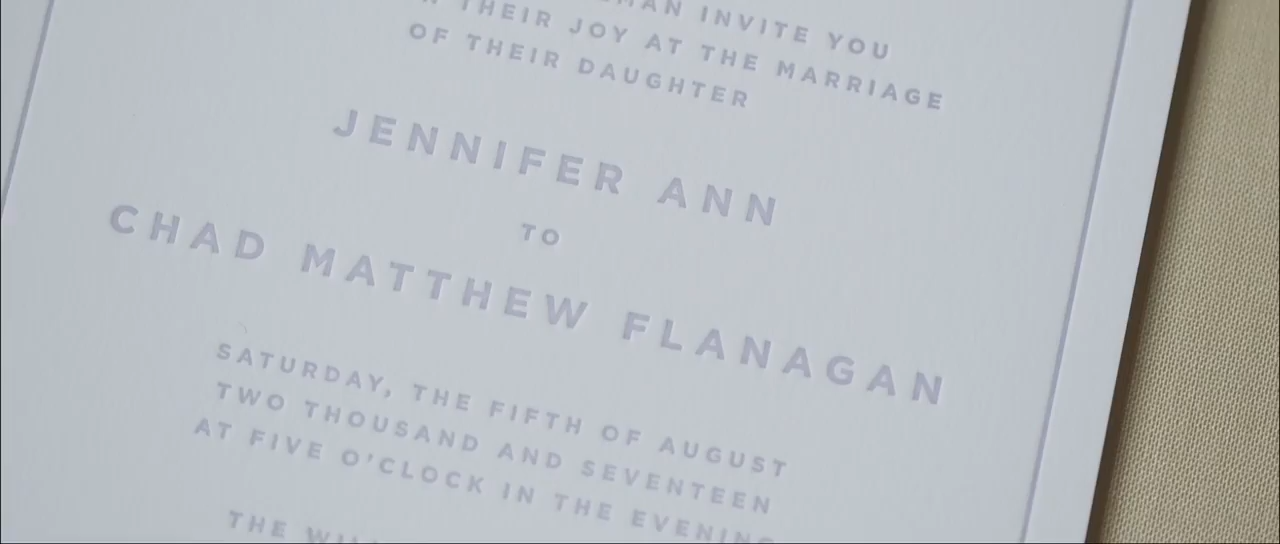 INVITE YOU
THEIR JOY AT THE MARRIAGE
OF THEIR DAUGHTER
JENNIFER ANN
TO
CHAD MATTHEW FLANAGAN
SATURDAY, THE FIFTH OF AUGUST
TWO THOUSAND AND SEVENTEEN
AT FIVE O'CLOCK IN THE EVENING
THE